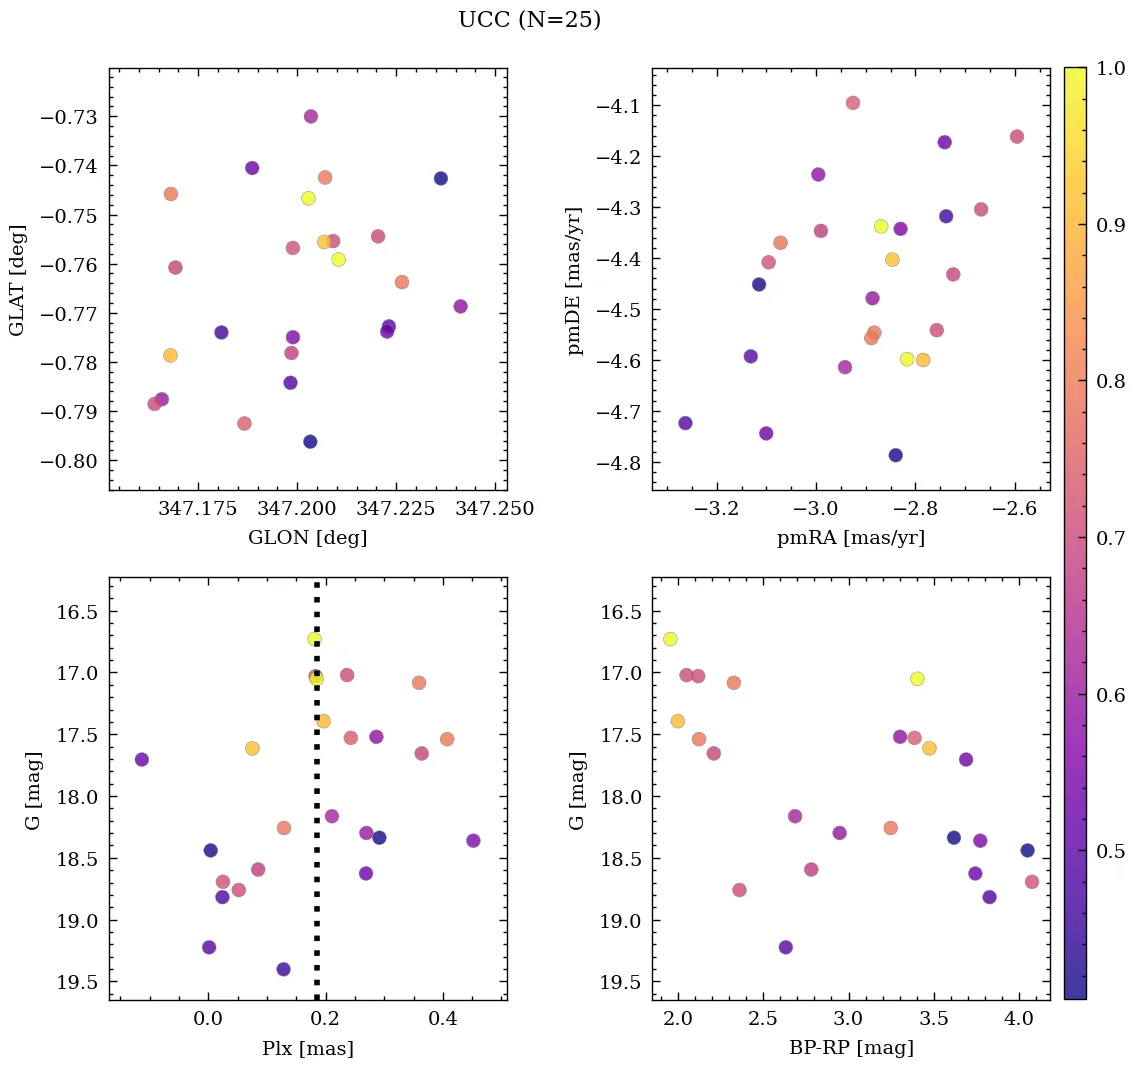 UCC (N=25)
−0.73
−0.74
−0.75
−0.76
−0.77
−0.78
−0.79
−0.80
GLAT [deg]
347.175 347.200 347.225 347.250
GLON [deg]
−4.1
−4.2
−4.3
−4.4
−4.5
−4.6
−4.7
−4.8
pmDE [mas/yr]
−3.2 −3.0 −2.8 −2.6
pmRA [mas/yr]
1.0
0.9
0.8
0.7
0.6
0.5
16.5
17.0
17.5
18.0
18.5
19.0
19.5
G [mag]
0.0 0.2 0.4
Plx [mas]
16.5
17.0
17.5
18.0
18.5
19.0
19.5
G [mag]
2.0 2.5 3.0 3.5 4.0
BP-RP [mag]